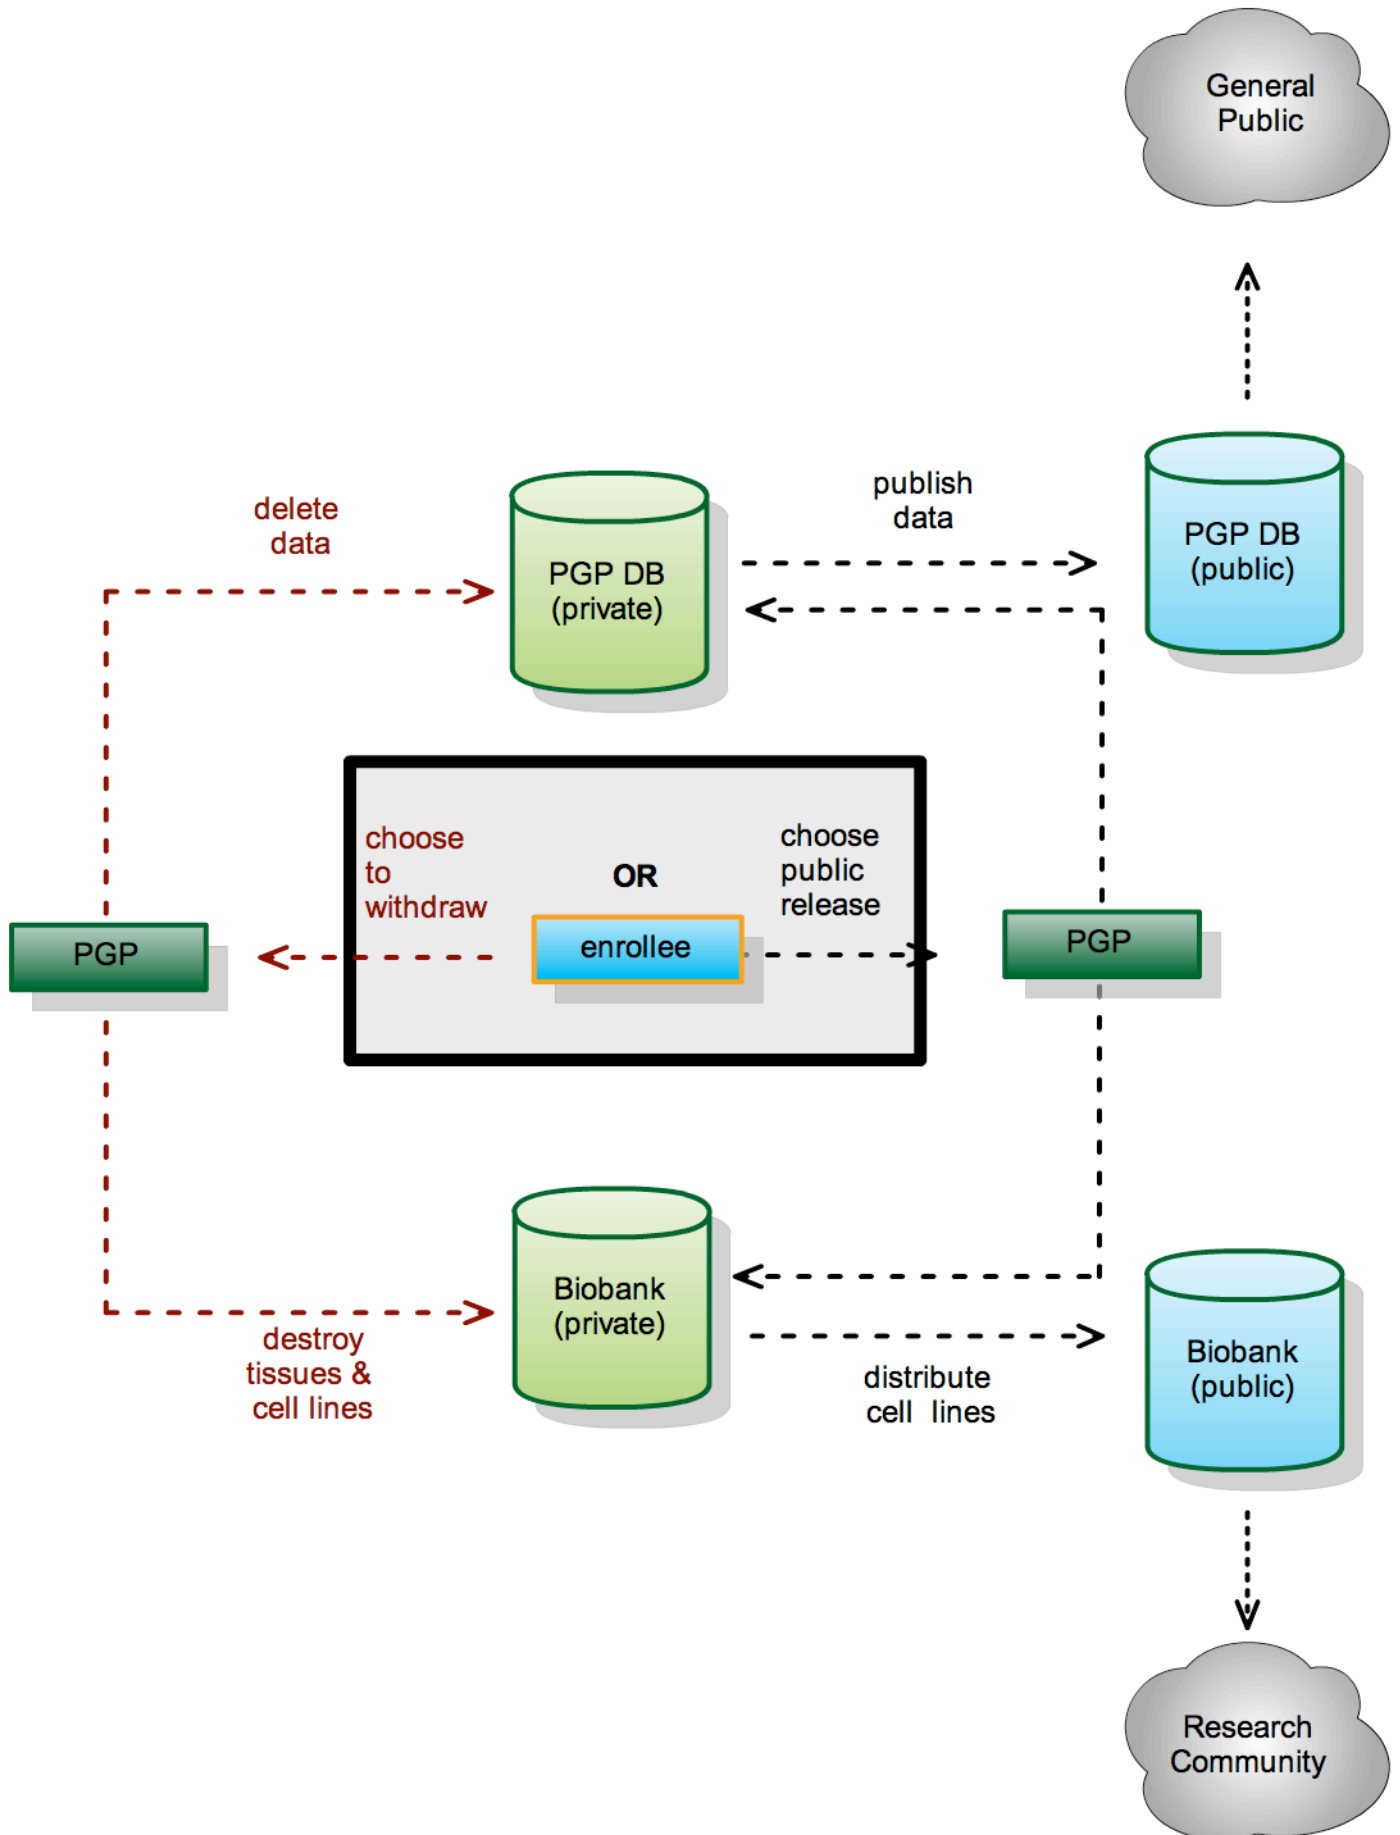 General
Public
delete
data
publish
data
PGP DB
(private)
PGP DB
(public)
choose
to
withdraw
OR
choose
public
release
PGP
enrollee
PGP
Biobank
(private)
destroy
tissues &
cell lines
distribute
cell lines
Biobank
(public)
Research
Community